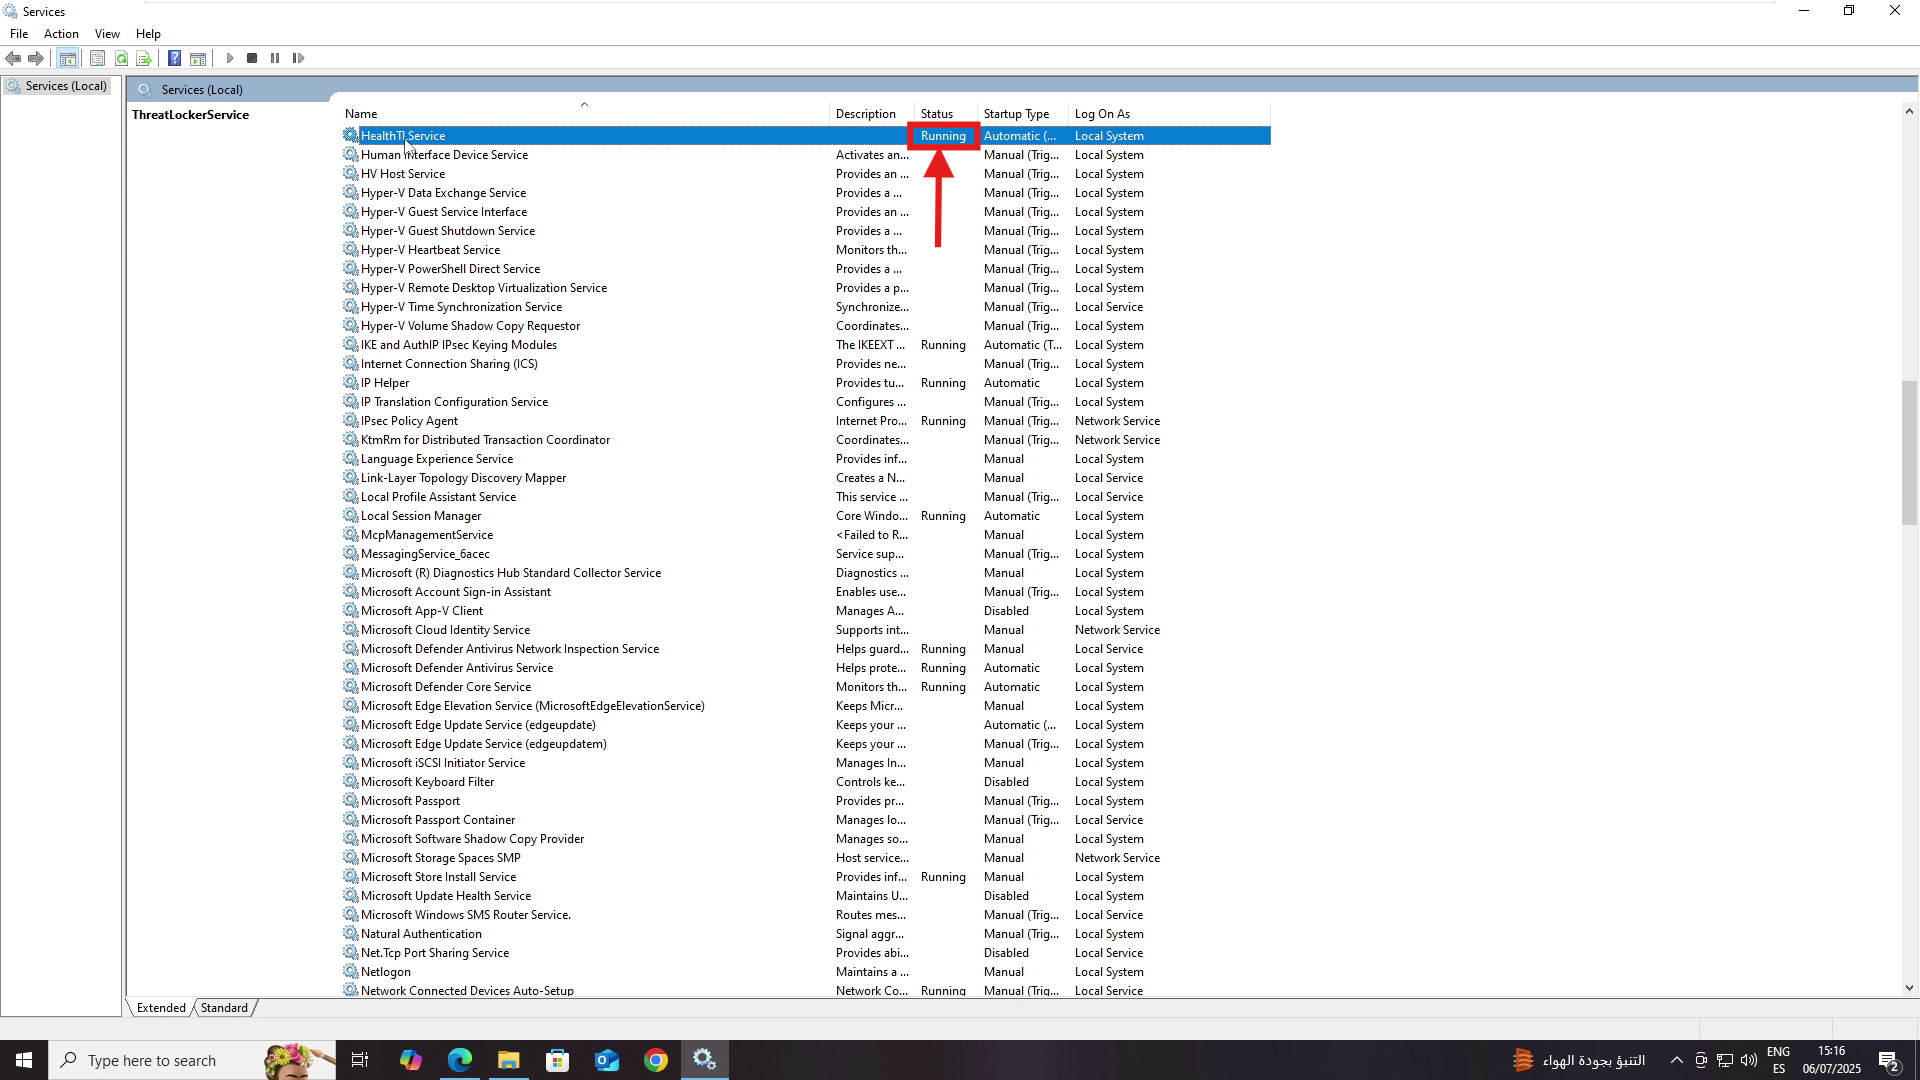 Services
File Action View Help
Services (Local)
Services (Local)
ThreatLockerService
Name Description Status Startup Type Log On As
HealthTLService Running Automatic (... Local System
Human Interface Device Service Activates an... Manual (Trig... Local System
HV Host Service Provides an ... Manual (Trig... Local System
Hyper-V Data Exchange Service Provides a ... Manual (Trig... Local System
Hyper-V Guest Service Interface Provides an ... Manual (Trig... Local System
Hyper-V Guest Shutdown Service Provides a ... Manual (Trig... Local System
Hyper-V Heartbeat Service Monitors th... Manual (Trig... Local System
Hyper-V PowerShell Direct Service Provides a ... Manual (Trig... Local System
Hyper-V Remote Desktop Virtualization Service Provides a p... Manual (Trig... Local System
Hyper-V Time Synchronization Service Synchronize... Manual (Trig... Local Service
Hyper-V Volume Shadow Copy Requestor Coordinates... Manual (Trig... Local System
IKE and AuthIP IPsec Keying Modules The IKEEXT ... Running Automatic (T... Local System
Internet Connection Sharing (ICS) Provides ne... Manual (Trig... Local System
IP Helper Provides tu... Running Automatic Local System
IP Translation Configuration Service Configures ... Manual (Trig... Local System
IPsec Policy Agent Internet Pro... Running Manual (Trig... Network Service
KtmRm for Distributed Transaction Coordinator Coordinates... Manual (Trig... Network Service
Language Experience Service Provides inf... Manual Local System
Link-Layer Topology Discovery Mapper Creates a N... Manual Local Service
Local Profile Assistant Service This service ... Manual (Trig... Local Service
Local Session Manager Core Windo... Running Automatic Local System
McpManagementService <Failed to R... Manual Local System
MessagingService_6acec Service sup... Manual (Trig... Local System
Microsoft (R) Diagnostics Hub Standard Collector Service Diagnostics ... Manual Local System
Microsoft Account Sign-in Assistant Enables use... Manual (Trig... Local System
Microsoft App-V Client Manages A... Disabled Local System
Microsoft Cloud Identity Service Supports int... Manual Network Service
Microsoft Defender Antivirus Network Inspection Service Helps guard... Running Manual Local Service
Microsoft Defender Antivirus Service Helps prote... Running Automatic Local System
Microsoft Defender Core Service Monitors th... Running Automatic Local System
Microsoft Edge Elevation Service (MicrosoftEdgeElevationService) Keeps Micr... Manual Local System
Microsoft Edge Update Service (edgeupdate) Keeps your ... Automatic (... Local System
Microsoft Edge Update Service (edgeupdatem) Keeps your ... Manual (Trig... Local System
Microsoft iSCSI Initiator Service Manages In... Manual Local System
Microsoft Keyboard Filter Controls ke... Disabled Local System
Microsoft Passport Provides pr... Manual (Trig... Local System
Microsoft Passport Container Manages lo... Manual (Trig... Local Service
Microsoft Software Shadow Copy Provider Manages so... Manual Local System
Microsoft Storage Spaces SMP Host service... Manual Network Service
Microsoft Store Install Service Provides inf... Running Manual Local System
Microsoft Update Health Service Maintains U... Disabled Local System
Microsoft Windows SMS Router Service. Routes mes... Manual (Trig... Local Service
Natural Authentication Signal aggr... Manual (Trig... Local System
Net.Tcp Port Sharing Service Provides abi... Disabled Local Service
Netlogon Maintains a ... Manual Local System
Network Connected Devices Auto-Setup Network Co... Running Manual (Trig... Local Service
Extended Standard
Type here to search التنبؤ بجودة الهواء ENG 15:16
ES 06/07/2025 2